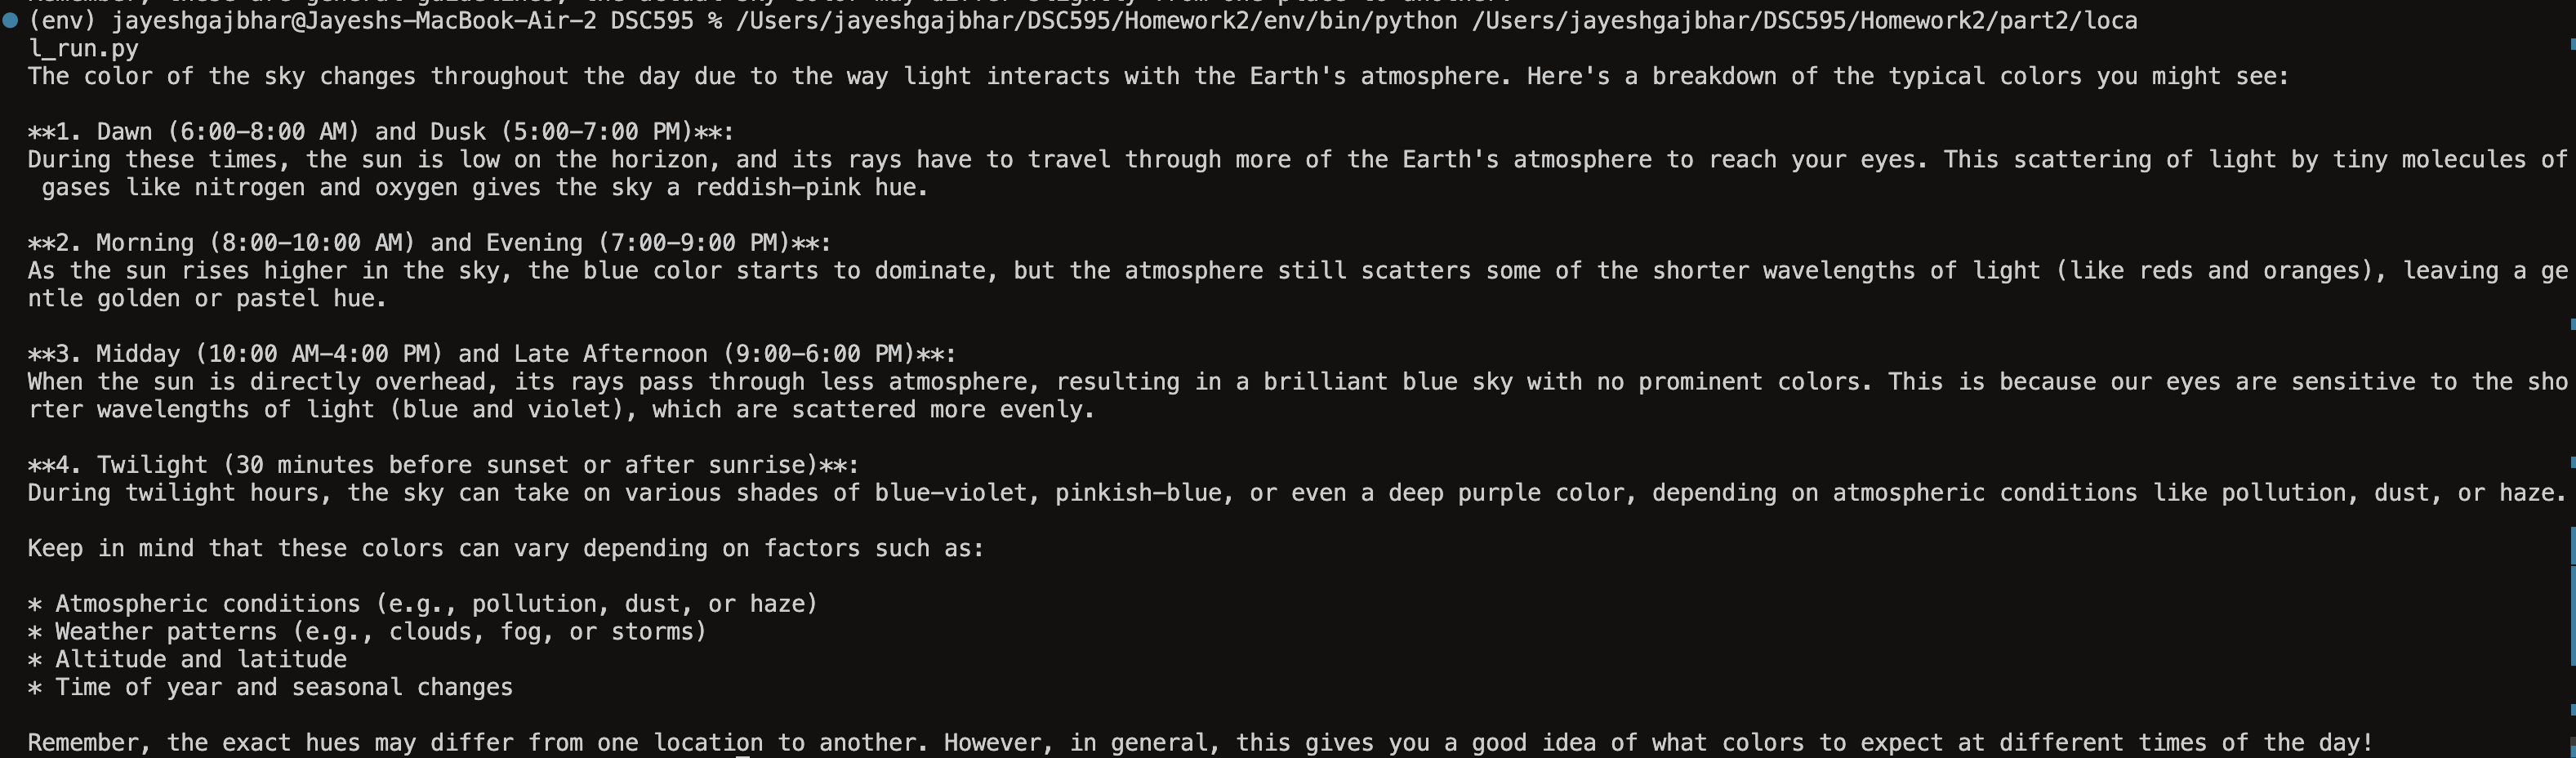 (env) jayeshgajbhar@Jayeshs-MacBook-Air-2 DSC595 % /Users/jayeshgajbhar/DSC595/Homework2/env/bin/python /Users/jayeshgajbhar/DSC595/Homework2/part2/loca
l_run.py
The color of the sky changes throughout the day due to the way light interacts with the Earth's atmosphere. Here's a breakdown of the typical colors you might see:
**1. Dawn (6:00-8:00 AM) and Dusk (5:00-7:00 PM)**:
During these times, the sun is low on the horizon, and its rays have to travel through more of the Earth's atmosphere to reach your eyes. This scattering of light by tiny molecules of
gases like nitrogen and oxygen gives the sky a reddish-pink hue.
**2. Morning (8:00-10:00 AM) and Evening (7:00-9:00 PM)**:
As the sun rises higher in the sky, the blue color starts to dominate, but the atmosphere still scatters some of the shorter wavelengths of light (like reds and oranges), leaving a ge
ntle golden or pastel hue.
**3. Midday (10:00 AM-4:00 PM) and Late Afternoon (9:00-6:00 PM)**:
When the sun is directly overhead, its rays pass through less atmosphere, resulting in a brilliant blue sky with no prominent colors. This is because our eyes are sensitive to the sho
rter wavelengths of light (blue and violet), which are scattered more evenly.
**4. Twilight (30 minutes before sunset or after sunrise)**:
During twilight hours, the sky can take on various shades of blue-violet, pinkish-blue, or even a deep purple color, depending on atmospheric conditions like pollution, dust, or haze.
Keep in mind that these colors can vary depending on factors such as:
* Atmospheric conditions (e.g., pollution, dust, or haze)
* Weather patterns (e.g., clouds, fog, or storms)
* Altitude and latitude
* Time of year and seasonal changes
Remember, the exact hues may differ from one location to another. However, in general, this gives you a good idea of what colors to expect at different times of the day!